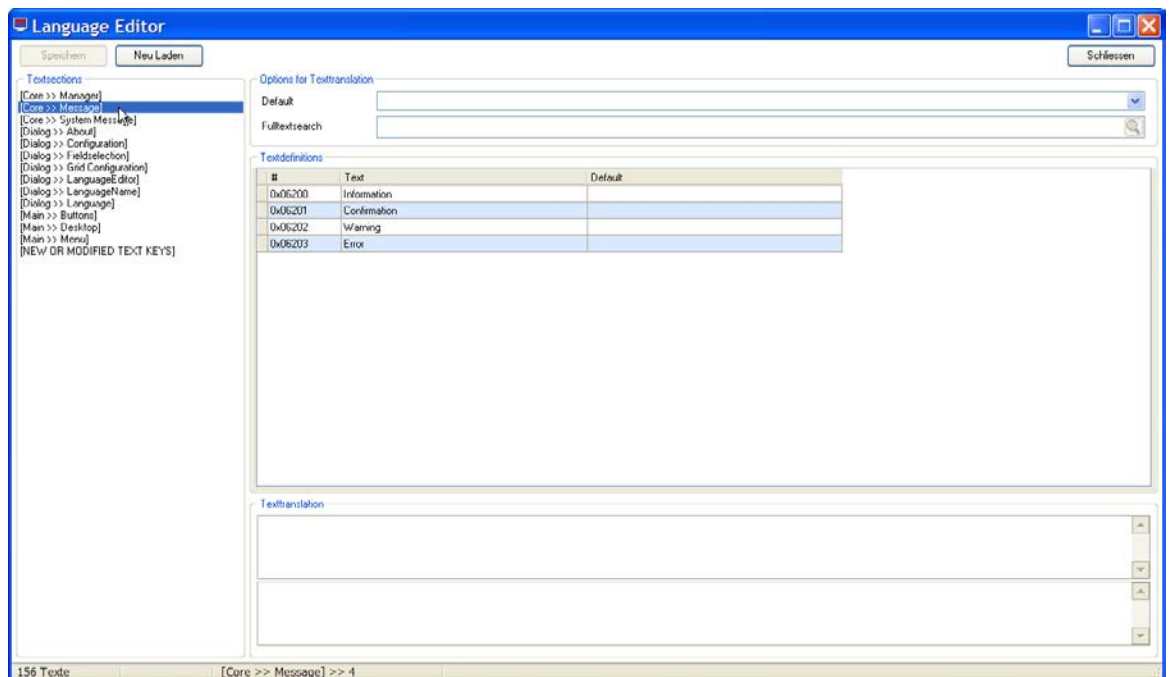 Language Editor
Speichern
Neu Laden
Schliessen
Textsections
[Core >> Manager]
[Core >> Message]
[Core >> System Message]
[Dialog >> About]
[Dialog >> Configuration]
[Dialog >> Fieldselection]
[Dialog >> Grid Configuration]
[Dialog >> LanguageEditor]
[Dialog >> LanguageName]
[Dialog >> Language]
[Main >> Buttons]
[Main >> Desktop]
[Main >> Menu]
[NEW OR MODIFIED TEXT KEYS]
Options for Texttranslation
Default
Fulltextsearch
Textdefinitions
# Text Default
0x06200 Information
0x06201 Confirmation
0x06202 Warning
0x06203 Error
Texttranslation
156 Texte [Core >> Message] >> 4